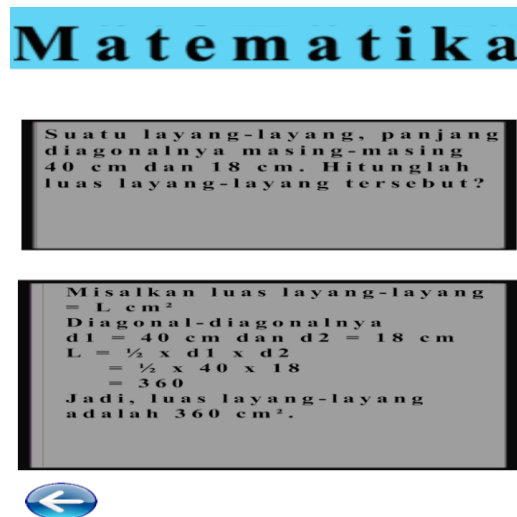 Matematika
Suatu layang-layang, panjang
diagonalnya masing-masing
40 cm dan 18 cm. Hitunglah
luas layang-layang tersebut?
Misalkan luas layang-layang
= L cm²
Diagonal-diagonalnya
d1 = 40 cm dan d2 = 18 cm
L = ½ x d1 x d2
= ½ x 40 x 18
= 360
Jadi, luas layang-layang
adalah 360 cm².